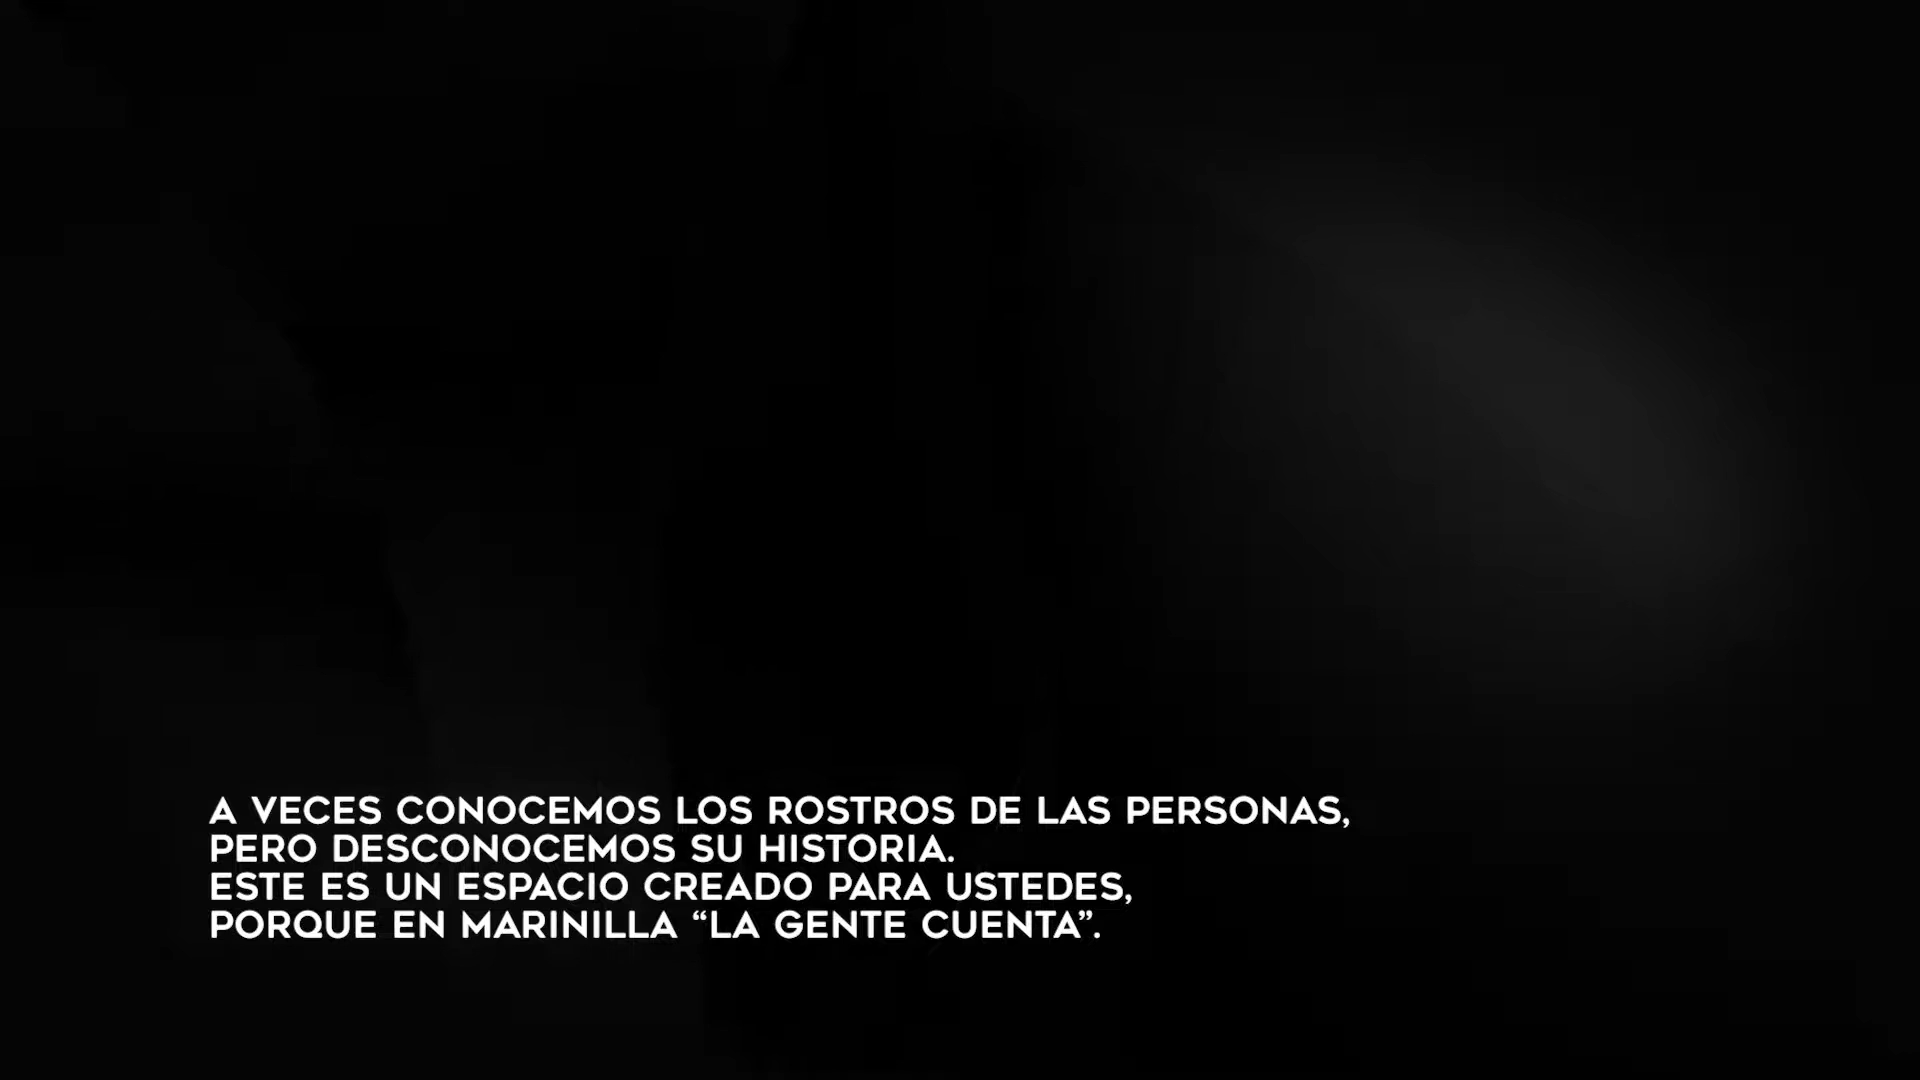 A VECES CONOCEMOS LOS ROSTROS DE LAS PERSONAS,
PERO DESCONOCEMOS SU HISTORIA.
ESTE ES UN ESPACIO CREADO PARA USTEDES,
PORQUE EN MARINILLA “LA GENTE CUENTA”.